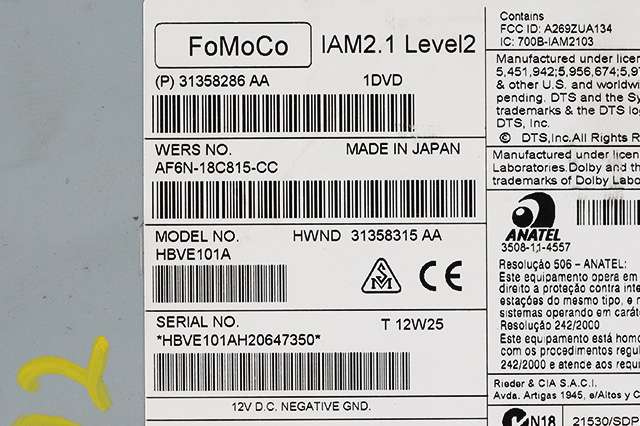 FoMoCo IAM2.1 Level2
(P) 31358286 AA 1DVD
WERS NO. MADE IN JAPAN
AF6N-18C815-CC
MODEL NO. HWND 31358315 AA
HBVE101A
SERIAL NO. T 12W25
*HBVE101AH20647350*
12V D.C. NEGATIVE GND.
Contains
FCC ID: A269ZUA134
IC: 700B-IAM2103
Manufactured under licen
5,451,942;5,956,674;5,97
& other U.S. and worldwi
pending. DTS and the Sy
trademarks & the DTS log
DTS, Inc.
© DTS,Inc.All Rights R
Manufactured under licen
Laboratories.Dolby and th
trademarks of Dolby Labo
ANATEL
3508-11-4557
Resolução 506 – ANATEL:
Este equipamento opera em
direito a proteção contra inte
estações do mesmo tipo, e n
sistemas operando em carát
Resolução 242/2000
Este equipamento está homo
com os procedimentos regul
242/2000 e atende aos requi
Rieder & CIA S.A.C.I.
Avdas. Artigas 1945, e/Altos y C
N18 21530/SDP
92